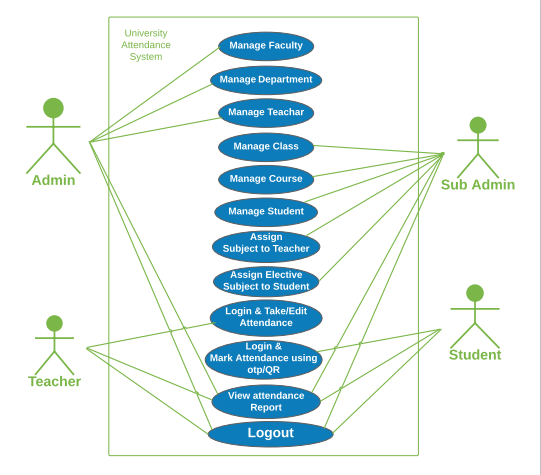 University
Attendance
System
Manage Faculty
Manage Department
Manage Teachar
Manage Class
Manage Course
Manage Student
Assign
Subject to Teacher
Assign Elective
Subject to Student
Login & Take/Edit
Attendance
Login &
Mark Attendance using
otp/QR
View attendance
Report
Logout
Admin
Sub Admin
Teacher
Student